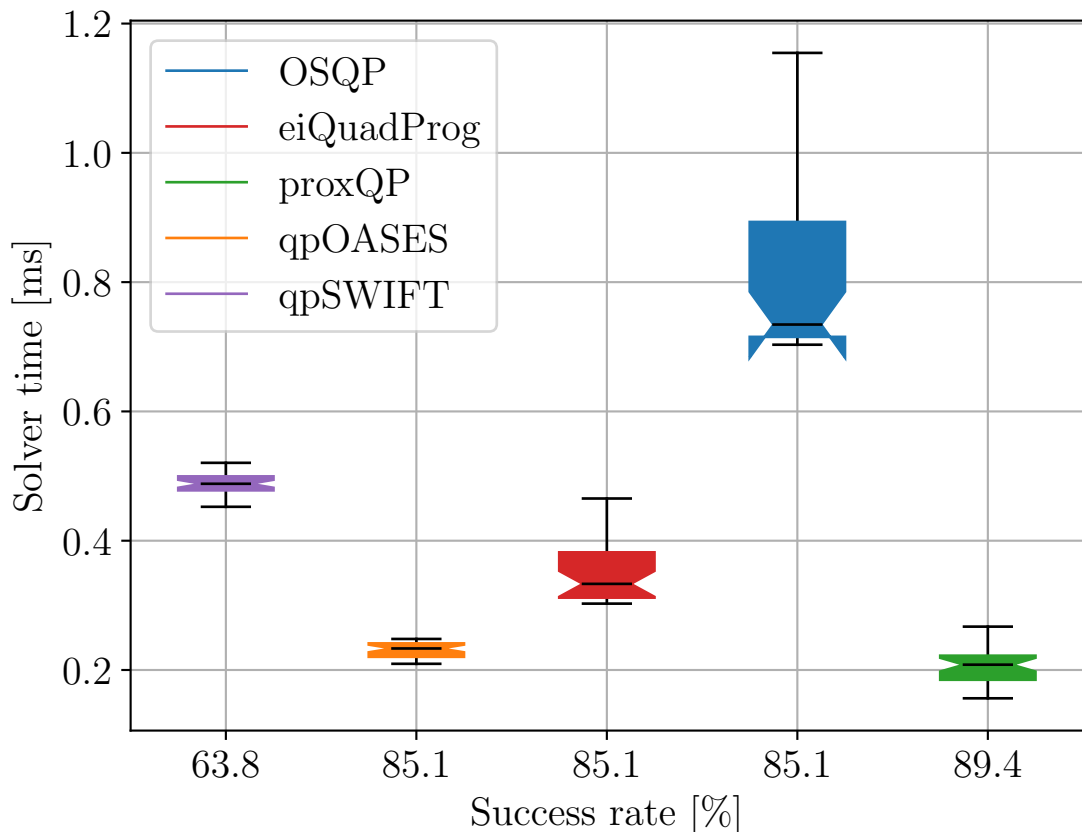 1.2
1.0
0.8
0.6
0.4
0.2
Solver time [ms]
OSQP
eiQuadProg
proxQP
qpOASES
qpSWIFT
63.8 85.1 85.1 85.1 89.4
Success rate [%]